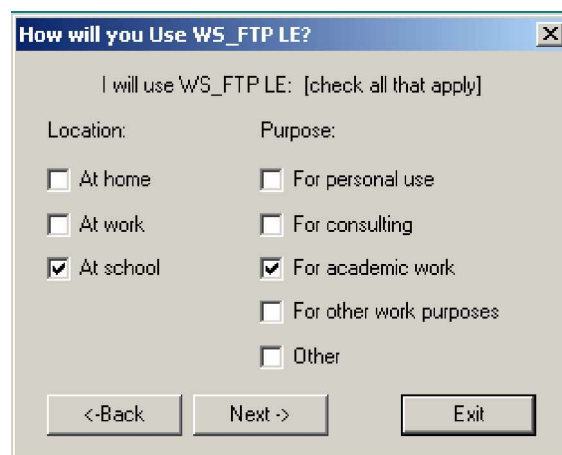 How will you Use WS_FTP LE?
I will use WS_FTP LE: [check all that apply]
Location: Purpose:
At home For personal use
At work For consulting
At school For academic work
For other work purposes
Other
<-Back Next -> Exit